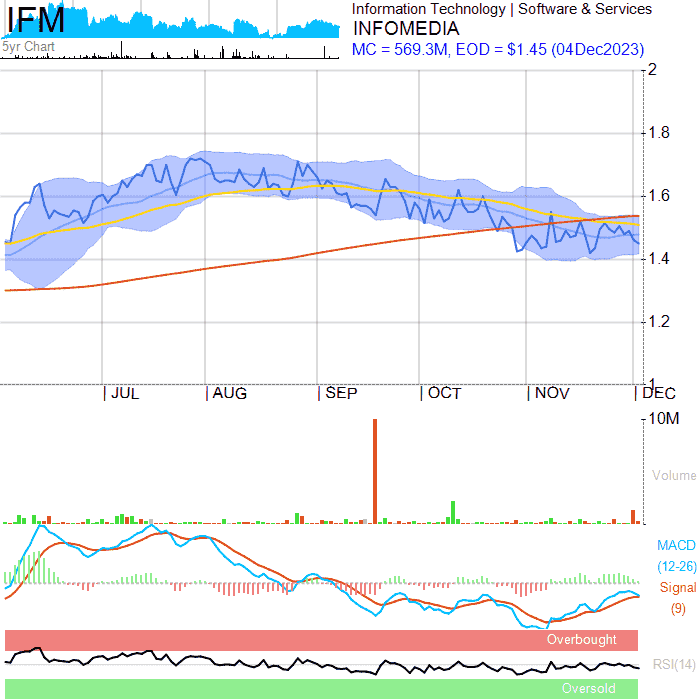 IFM
5yr Chart
Information Technology | Software & Services
INFOMEDIA
MC = 569.3M, EOD = $1.45 (04Dec2023)
2
1.8
1.6
1.4
1.2
1
JUL AUG SEP OCT NOV DEC
10M
Volume
MACD
(12-26)
Signal
(9)
Overbought
RSI(14)
Oversold